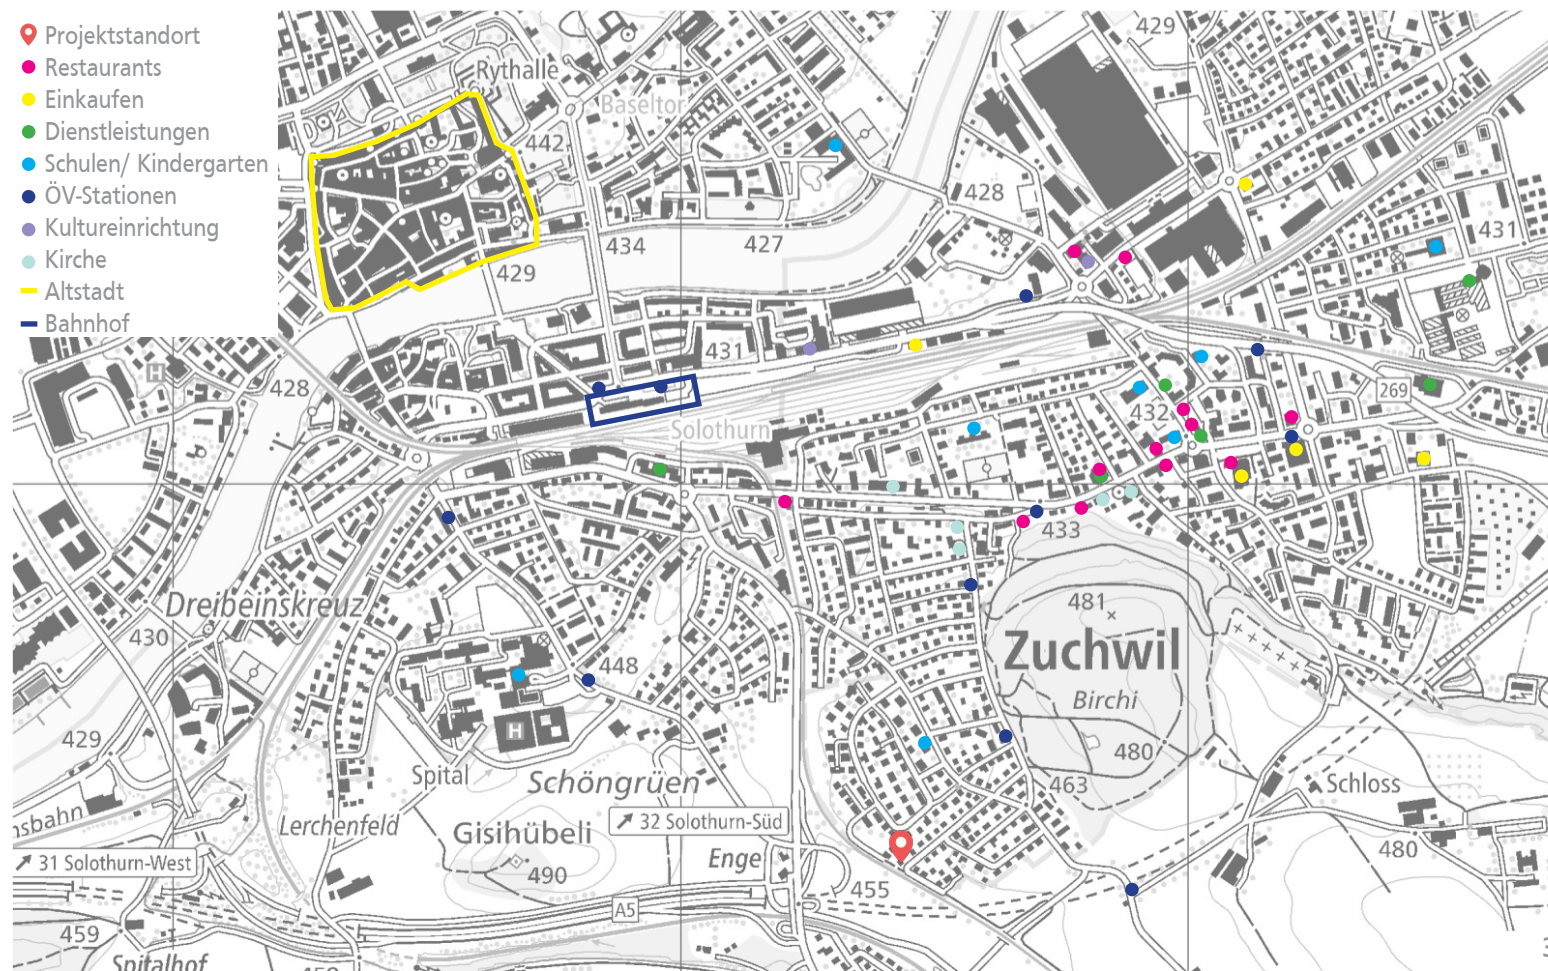 Projektstandort
Restaurants
Einkaufen
Dienstleistungen
Schulen/ Kindergarten
ÖV-Stationen
Kultureinrichtung
Kirche
Altstadt
Bahnhof
429
Rythalle
Baseltor
442
428
434
427
431
429
431
428
269
432
Solothurn
433
481
Dreibeinskreuz
430
Zuchwil
448
Birchi
H
H
429
480
Spital
Schöngrüen
463
Schloss
nsbahn
Lerchenfeld
Gisihübeli
32 Solothurn-Süd
31 Solothurn-West
Enge
480
490
455
A5
459
Spitalhof